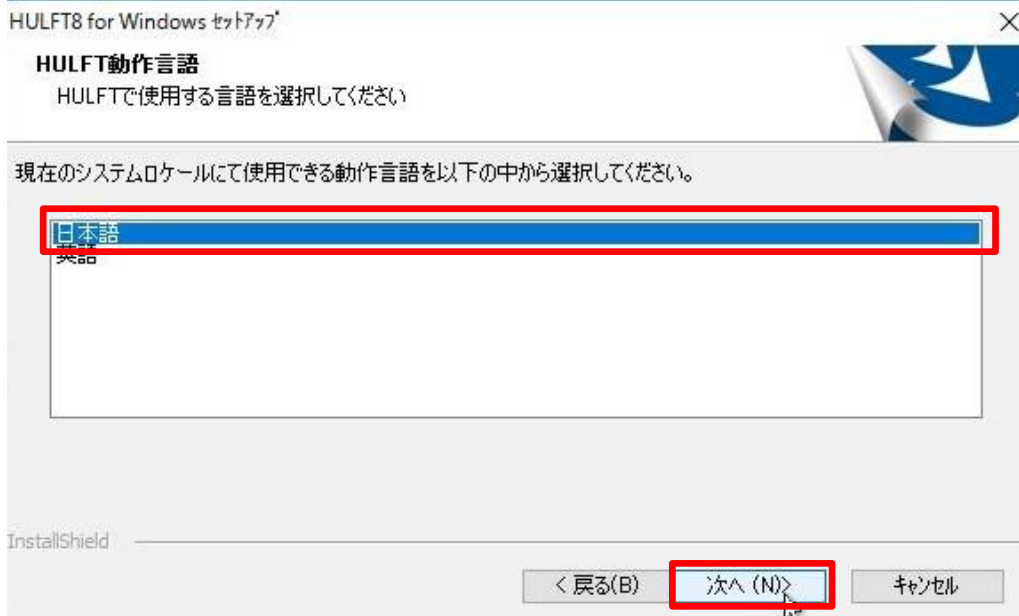 HULFT8 for Windows ｾｯﾄｱｯﾌﾟ
HULFT動作言語
HULFTで使用する言語を選択してください
現在のシステムロケールにて使用できる動作言語を以下の中から選択してください。
日本語
英語
InstallShield
< 戻る(B)
次へ (N)>
ｷｬﾝｾﾙ